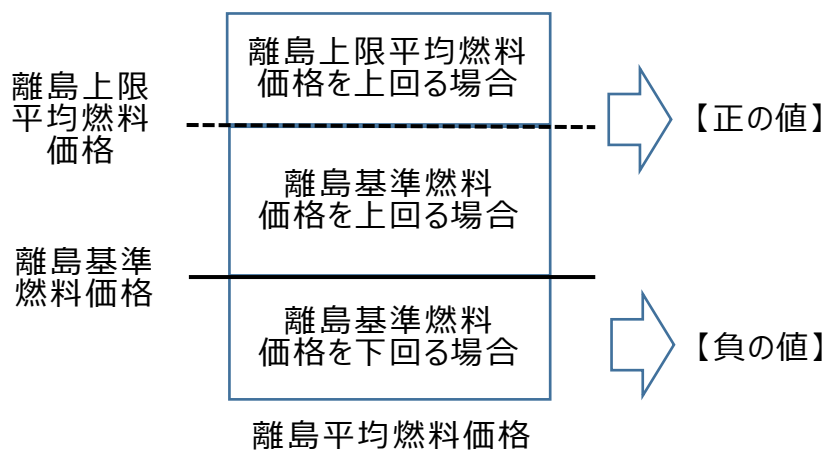 離島上限平均燃料
価格を上回る場合
離島上限
平均燃料
価格
【正の値】
離島基準燃料
価格を上回る場合
離島基準
燃料価格
離島基準燃料
価格を下回る場合
【負の値】
離島平均燃料価格